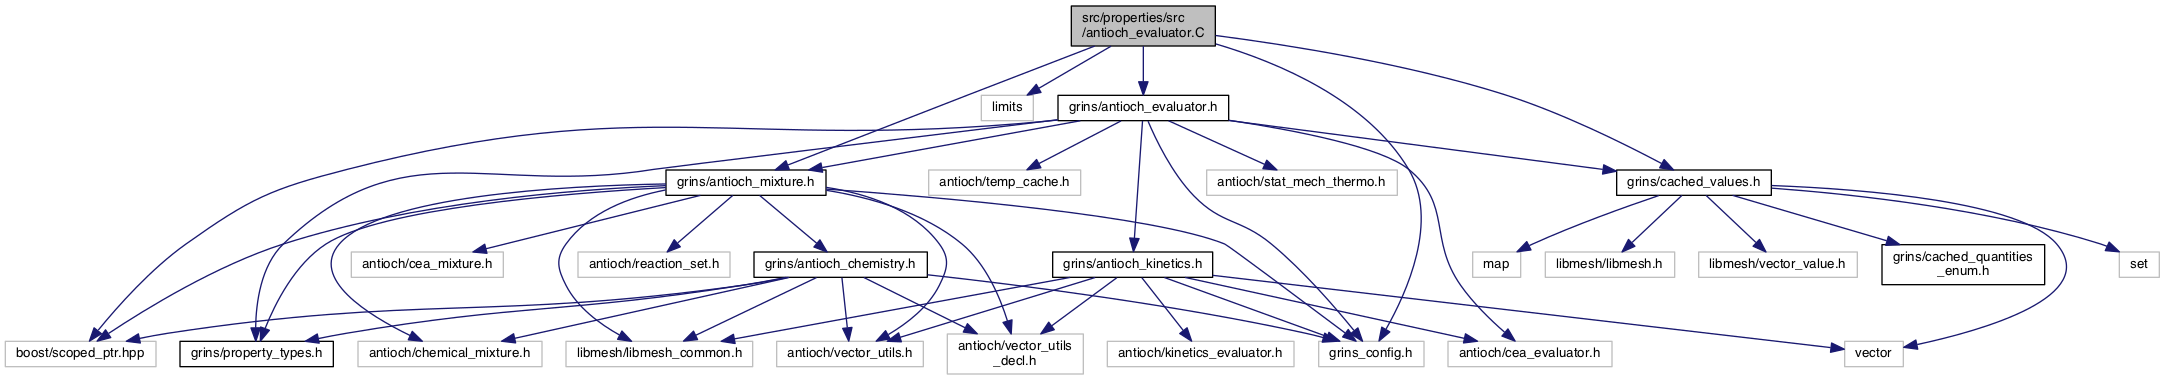 src/properties/src
/antioch_evaluator.C
limits
grins/antioch_evaluator.h
grins/antioch_mixture.h
antioch/temp_cache.h
antioch/stat_mech_thermo.h
grins/cached_values.h
antioch/cea_mixture.h
antioch/reaction_set.h
grins/antioch_chemistry.h
grins/antioch_kinetics.h
map
libmesh/libmesh.h
libmesh/vector_value.h
grins/cached_quantities
_enum.h
set
boost/scoped_ptr.hpp
grins/property_types.h
antioch/chemical_mixture.h
libmesh/libmesh_common.h
antioch/vector_utils.h
antioch/vector_utils
_decl.h
antioch/kinetics_evaluator.h
grins_config.h
antioch/cea_evaluator.h
vector